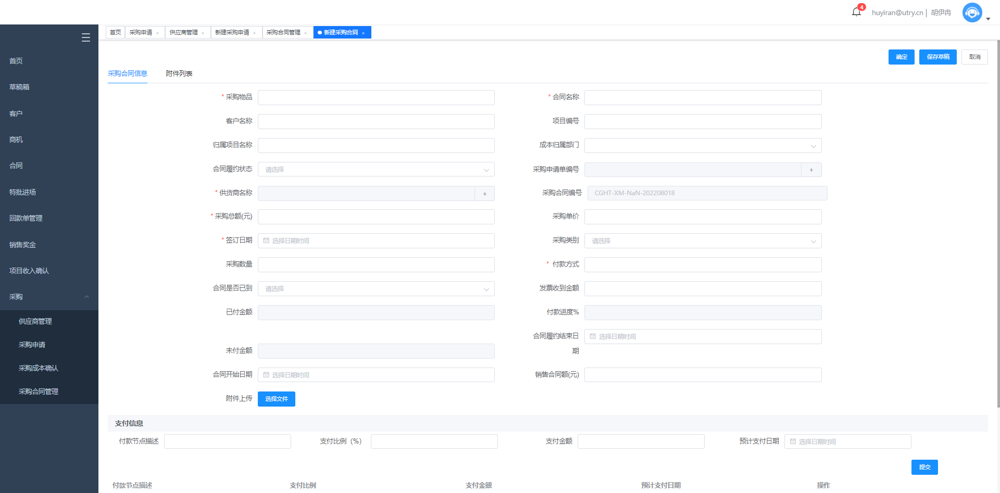 4
huyiran@utry.cn | 胡伊冉
首页 采购申请 × 供应商管理 × 新建采购申请 × 采购合同管理 × 新建采购合同 ×
首页
草稿箱
客户
商机
合同
特批进场
回款单管理
销售奖金
项目收入确认
采购
供应商管理
采购申请
采购成本确认
采购合同管理
确定 保存草稿 取消
采购合同信息 附件列表
* 采购物品 * 合同名称
客户名称 项目编号
归属项目名称 成本归属部门
合同履约状态 请选择 采购申请单编号 +
* 供货商名称 + 采购合同编号 CGHT-XM-NaN-202208018
* 采购总额(元) 采购单价
* 签订日期 选择日期时间 采购类别 请选择
采购数量 * 付款方式
合同是否已到 请选择 发票收到金额
已付金额 付款进度%
合同履约结束日期 选择日期时间
未付金额
合同开始日期 选择日期时间 销售合同额(元)
附件上传 选择文件
支付信息
付款节点描述 支付比例（%） 支付金额 预计支付日期 选择日期时间
提交
付款节点描述 支付比例 支付金额 预计支付日期 操作